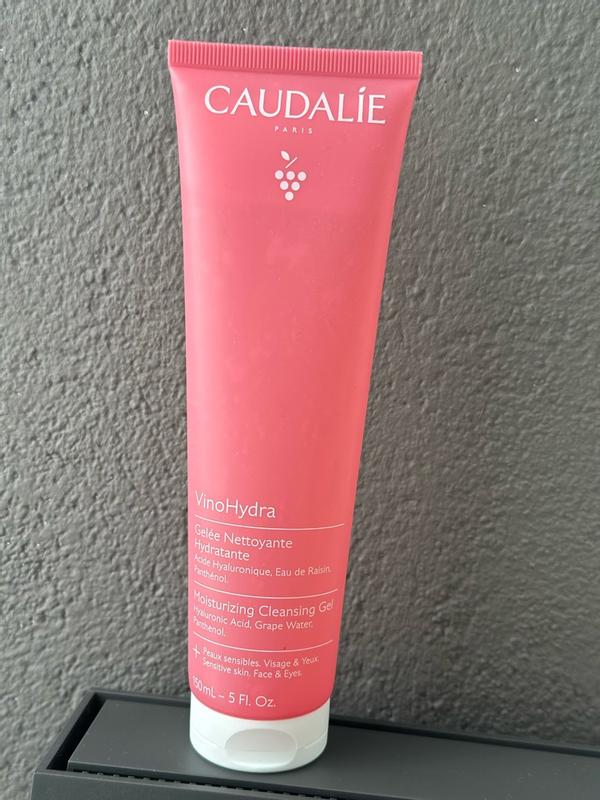 CAUDALÍE
PARIS
VinoHydra
Gelée Nettoyante
Hydratante
Acide Hyaluronique, Eau de Raisin,
Panthénol.
Moisturizing Cleansing Gel
Hyaluronic Acid, Grape Water,
Panthenol.
+ Peaux sensibles. Visage & Yeux.
Sensitive skin. Face & Eyes.
150mL – 5 Fl. Oz.